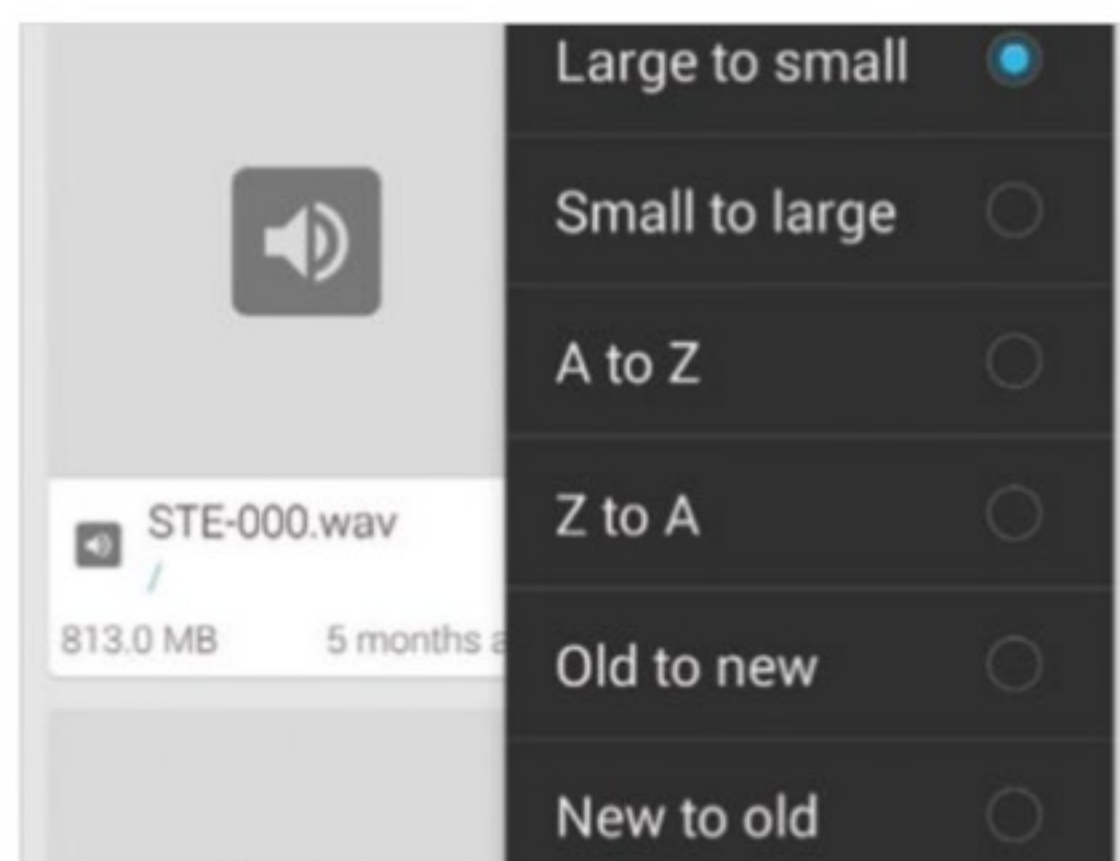 Large to small
Small to large
A to Z
Z to A
Old to new
New to old
STE-000.wav
/
813.0 MB 5 months a